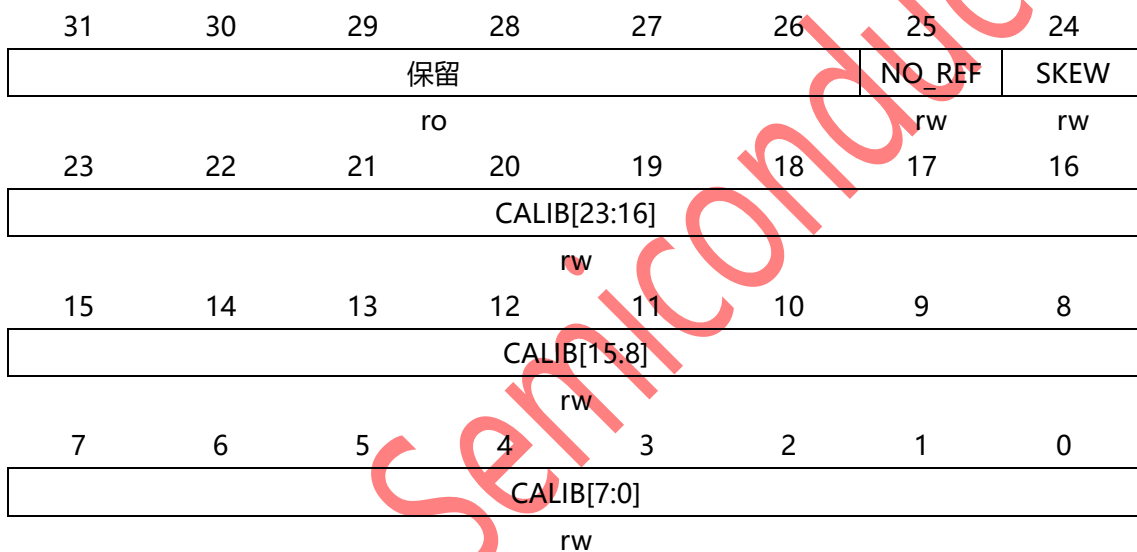 31 30 29 28 27 26 25 24
保留 NO_REF SKEW
ro rw rw
23 22 21 20 19 18 17 16
CALIB[23:16]
rw
15 14 13 12 11 10 9 8
CALIB[15:8]
rw
7 6 5 4 3 2 1 0
CALIB[7:0]
rw
Semiconduc